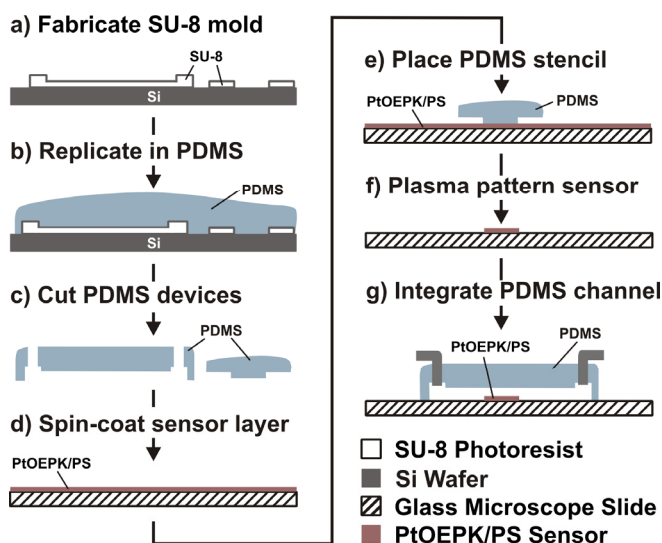 a) Fabricate SU-8 mold
SU-8
Si
b) Replicate in PDMS
PDMS
Si
c) Cut PDMS devices
PDMS
d) Spin-coat sensor layer
PtOEPK/PS
e) Place PDMS stencil
PtOEPK/PS
PDMS
f) Plasma pattern sensor
g) Integrate PDMS channel
PtOEPK/PS
PDMS
SU-8 Photoresist
Si Wafer
Glass Microscope Slide
PtOEPK/PS Sensor